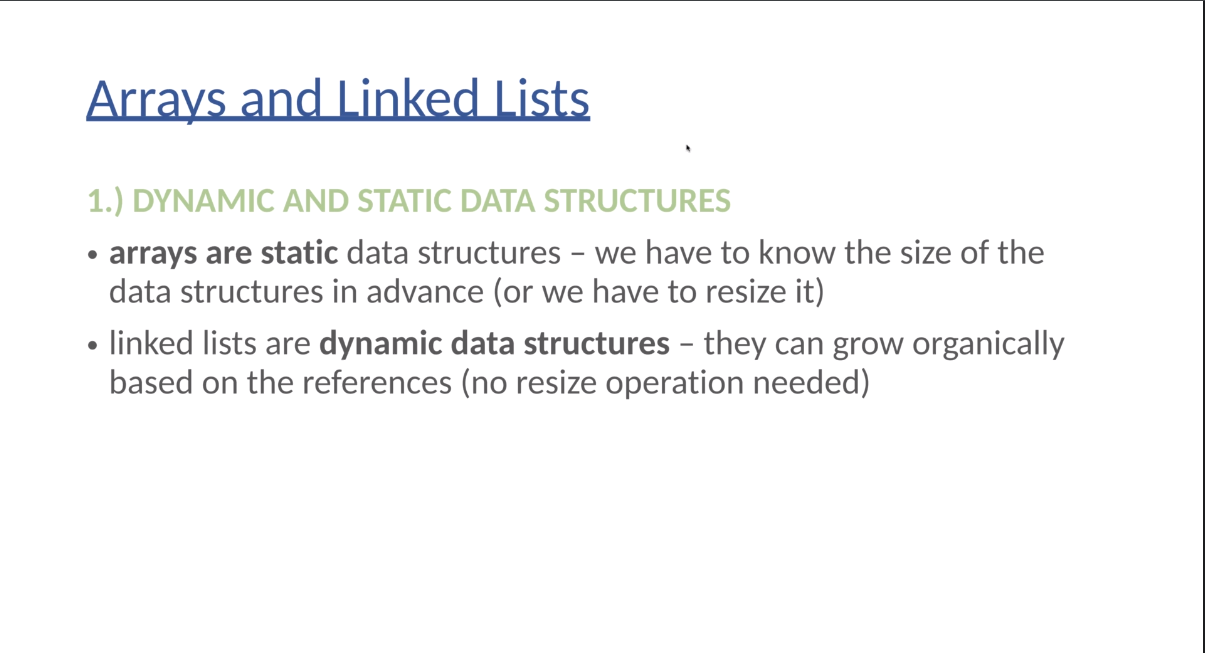 Arrays and Linked Lists
1.) DYNAMIC AND STATIC DATA STRUCTURES
• arrays are static data structures – we have to know the size of the
data structures in advance (or we have to resize it)
• linked lists are dynamic data structures – they can grow organically
based on the references (no resize operation needed)